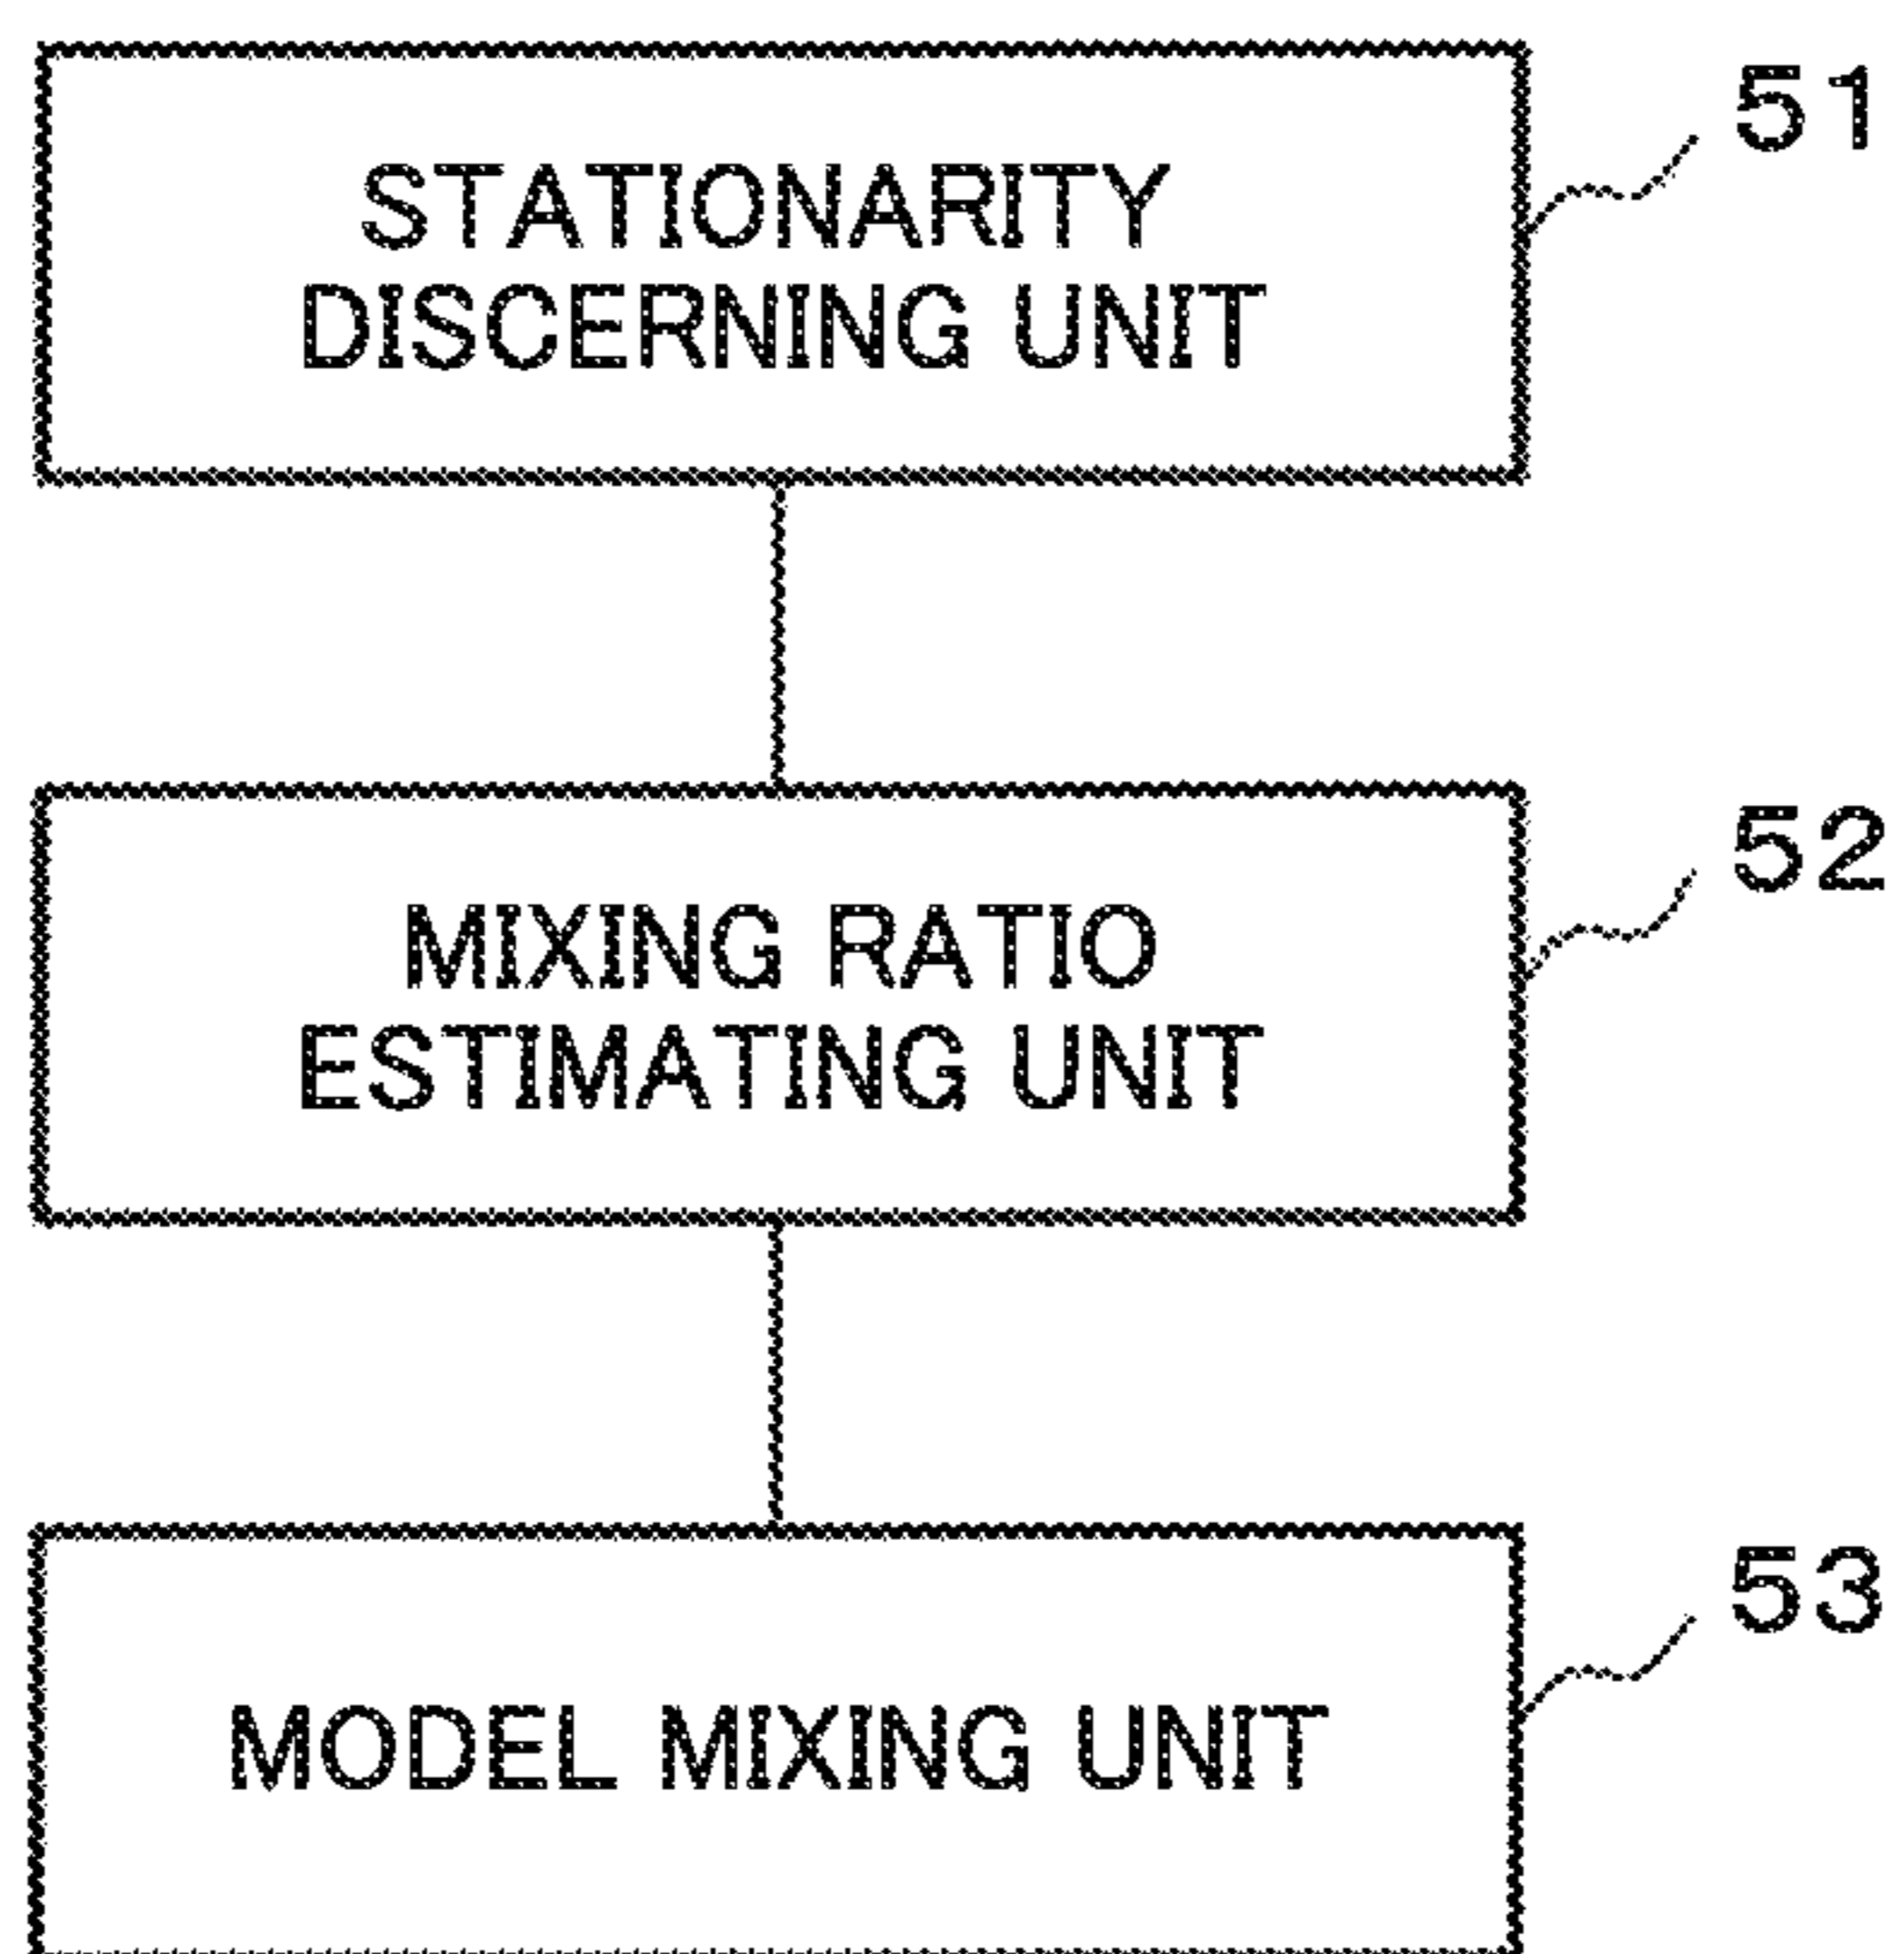 51
STATIONARITY
DISCERNING UNIT
52
MIXING RATIO
ESTIMATING UNIT
53
MODEL MIXING UNIT